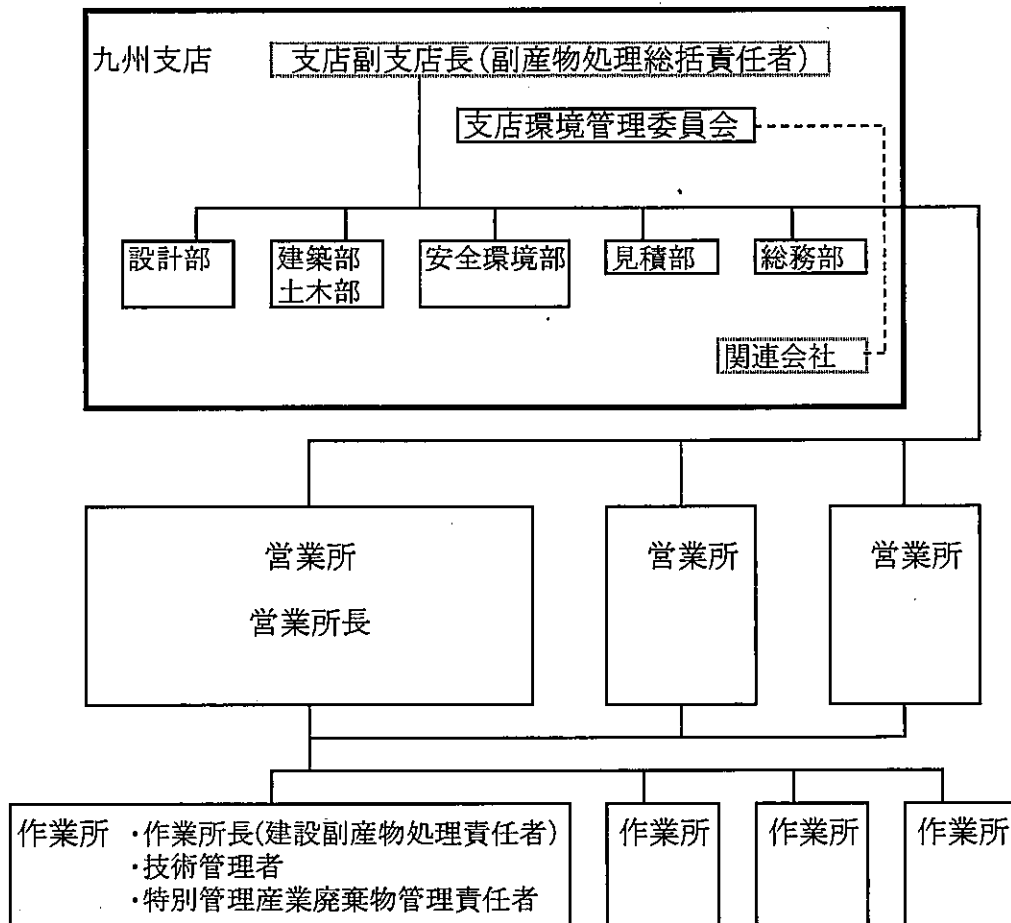 九州支店
支店副支店長(副産物処理総括責任者)
支店環境管理委員会
設計部
建築部
土木部
安全環境部
見積部
総務部
関連会社
営業所
営業所長
営業所
営業所
作業所 ・作業所長(建設副産物処理責任者)
・技術管理者
・特別管理産業廃棄物管理責任者
作業所
作業所
作業所